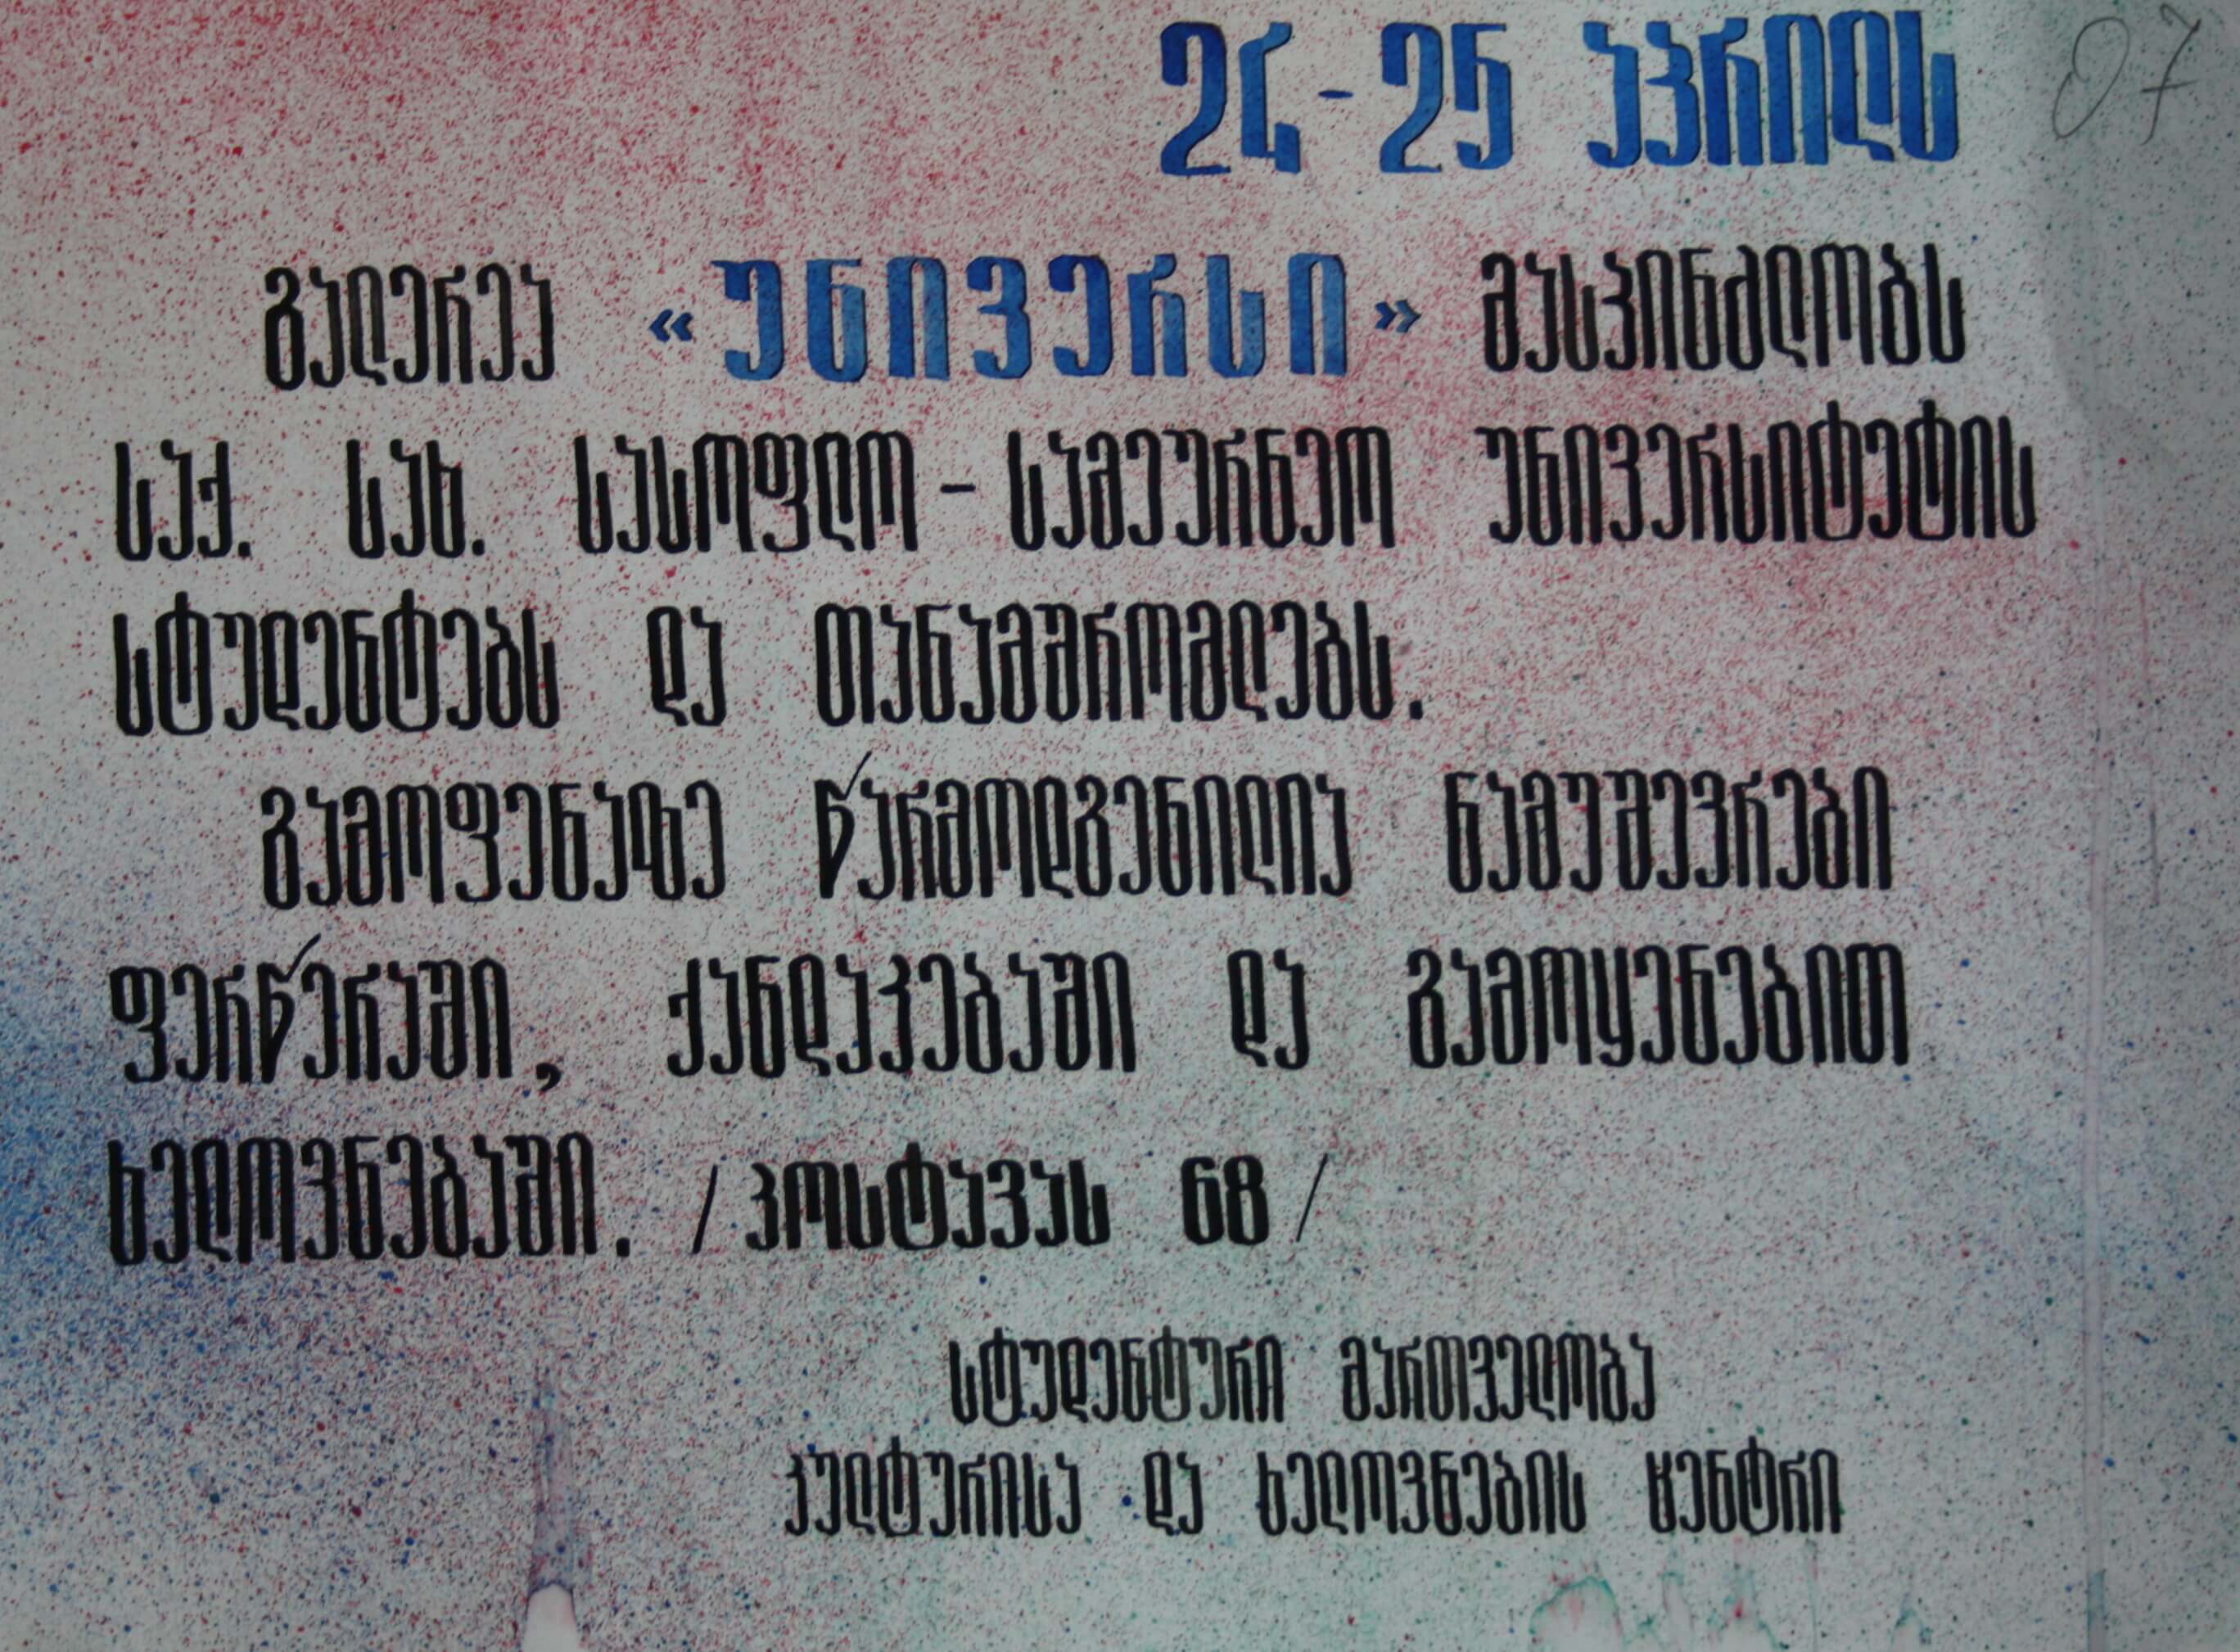 24-25 აპრილს
07
გალერეა «უნივერსი» მასპინძლობს
საქ. სახ. სასოფლო-სამეურნეო უნივერსიტეტის
სტუდენტებს და თანამშრომლებს.
გამოფენაზე წარმოდგენილია ნამუშევრები
ფერწერაში, ქანდაკებაში და გამოყენებით
ხელოვნებაში. /კოსტავას 68/
სტუდენტური მართველობა
კულტურისა და ხელოვნების ცენტრი